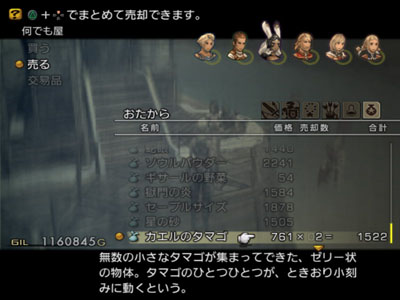 +でまとめて売却できます。
何でも屋
買う
売る
交易品
おたから
名前 価格 売却数 合計
ソウルパウダー 2241
ギサールの野菜 54
獄門の炎 1584
セーブルサイズ 1876
星の砂 1595
カエルのタマゴ 761× 2= 1522
GIL 1160845G
無数の小さなタマゴが集まってできた、ゼリー状
の物体。タマゴのひとつひとつが、ときおり小刻
みに動くという。